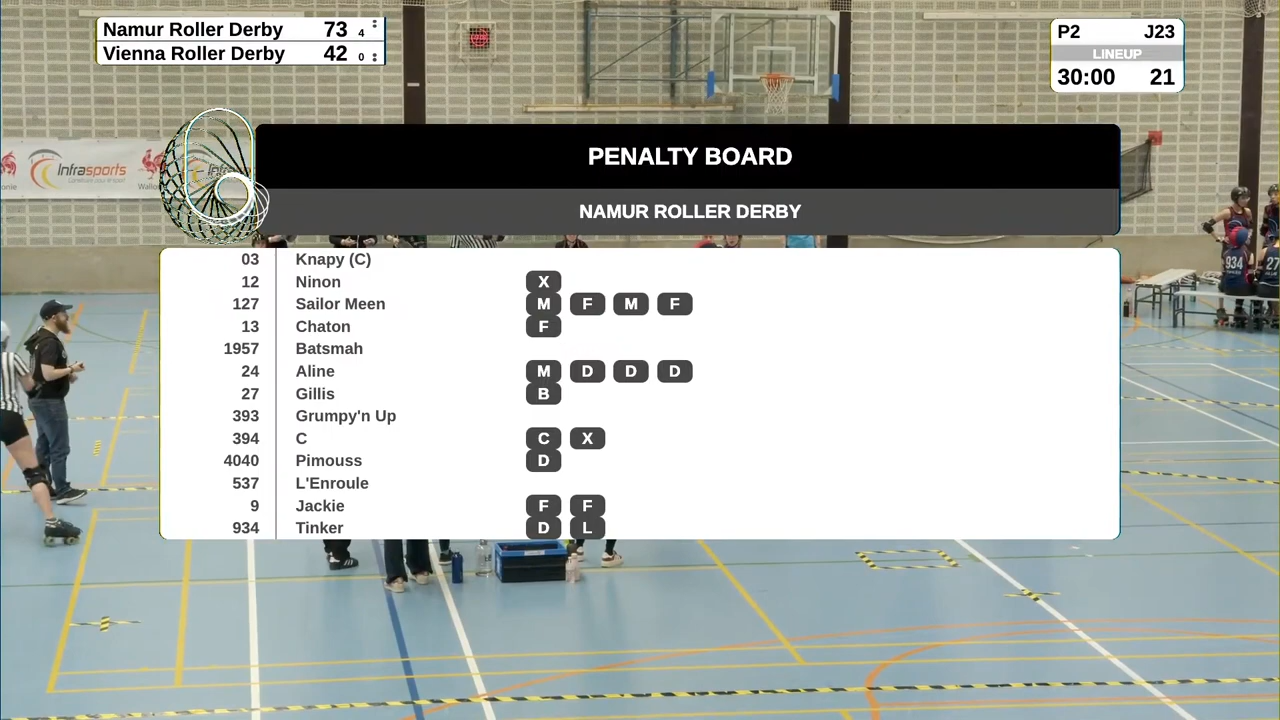 Namur Roller Derby 73 4
Vienna Roller Derby 42 0
P2 J23
LINEUP
30:00 21
PENALTY BOARD
NAMUR ROLLER DERBY
03 Knapy (C)
12 Ninon X
127 Sailor Meen M F M F
13 Chaton F
1957 Batsmah
24 Aline M D D D
27 Gillis B
393 Grumpy'n Up
394 C C X
4040 Pimouss D
537 L'Enroule
9 Jackie F F
934 Tinker D L
Infrasports
934
27